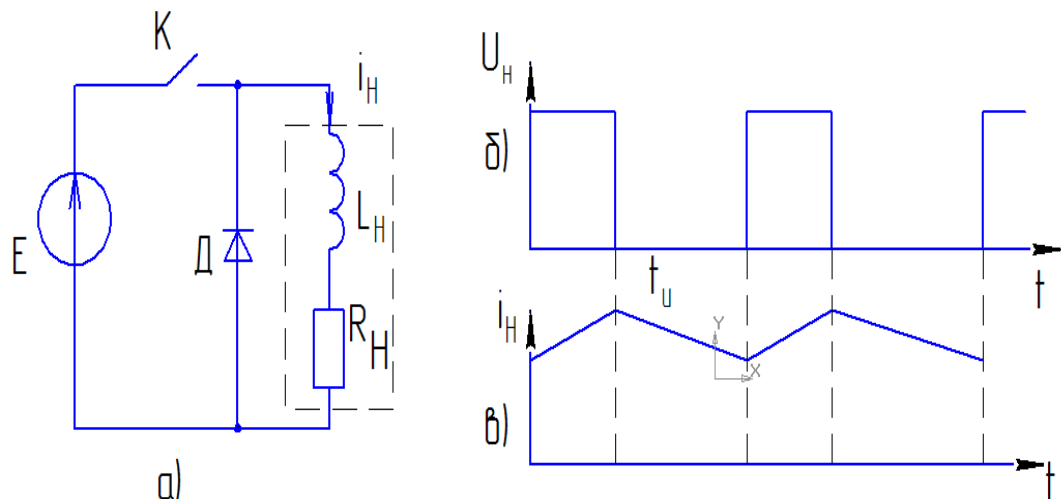 К
iн
Lн
E
Д
Rн
а)
Uн
б)
tи
t
iн
Y
X
в)
t